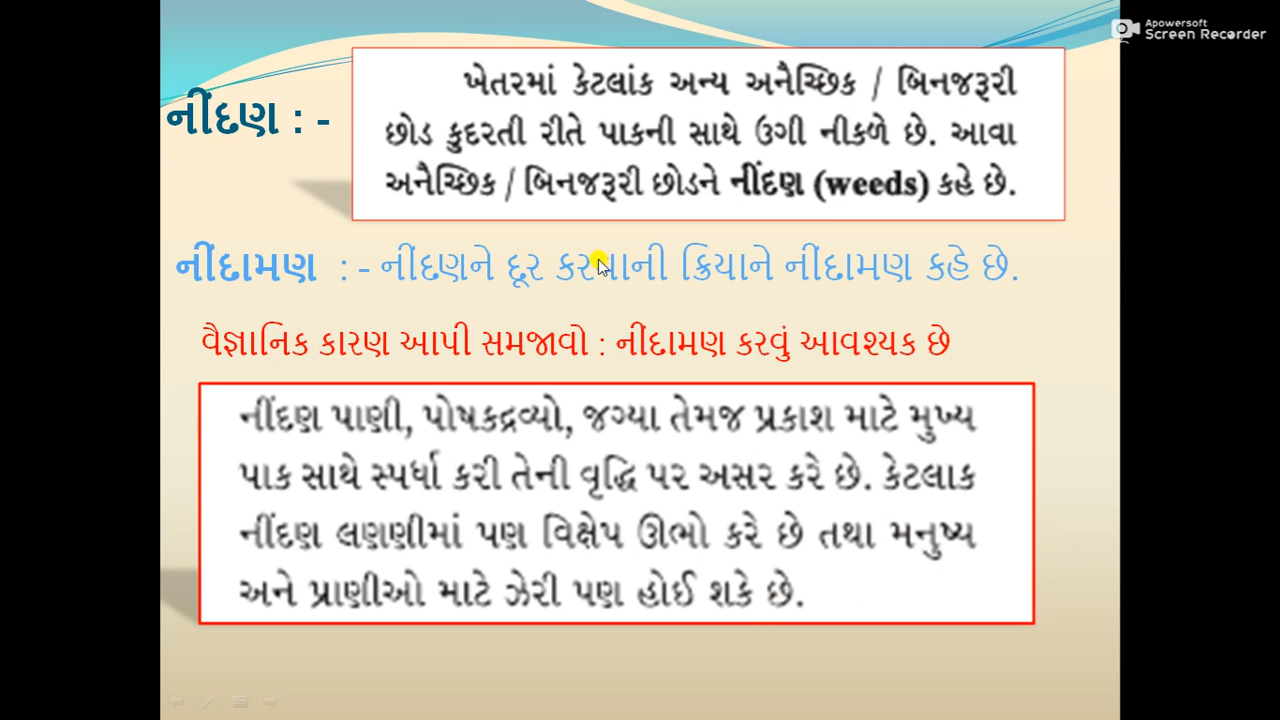 Apowersoft
Screen Recorder
નીંદણ : -
ખેતરમાં કેટલાંક અન્ય અનૈચ્છિક / બિનજરૂરી
છોડ કુદરતી રીતે પાકની સાથે ઉગી નીકળે છે. આવા
અનૈચ્છિક / બિનજરૂરી છોડને નીંદણ (weeds) કહે છે.
નીંદામણ : - નીંદણને દૂર કરવાની ક્રિયાને નીંદામણ કહે છે.
વૈજ્ઞાનિક કારણ આપી સમજાવો : નીંદામણ કરવું આવશ્યક છે
નીંદણ પાણી, પોષકદ્રવ્યો, જગ્યા તેમજ પ્રકાશ માટે મુખ્ય
પાક સાથે સ્પર્ધા કરી તેની વૃદ્ધિ પર અસર કરે છે. કેટલાક
નીંદણ લણણીમાં પણ વિક્ષેપ ઊભો કરે છે તથા મનુષ્ય
અને પ્રાણીઓ માટે ઝેરી પણ હોઈ શકે છે.